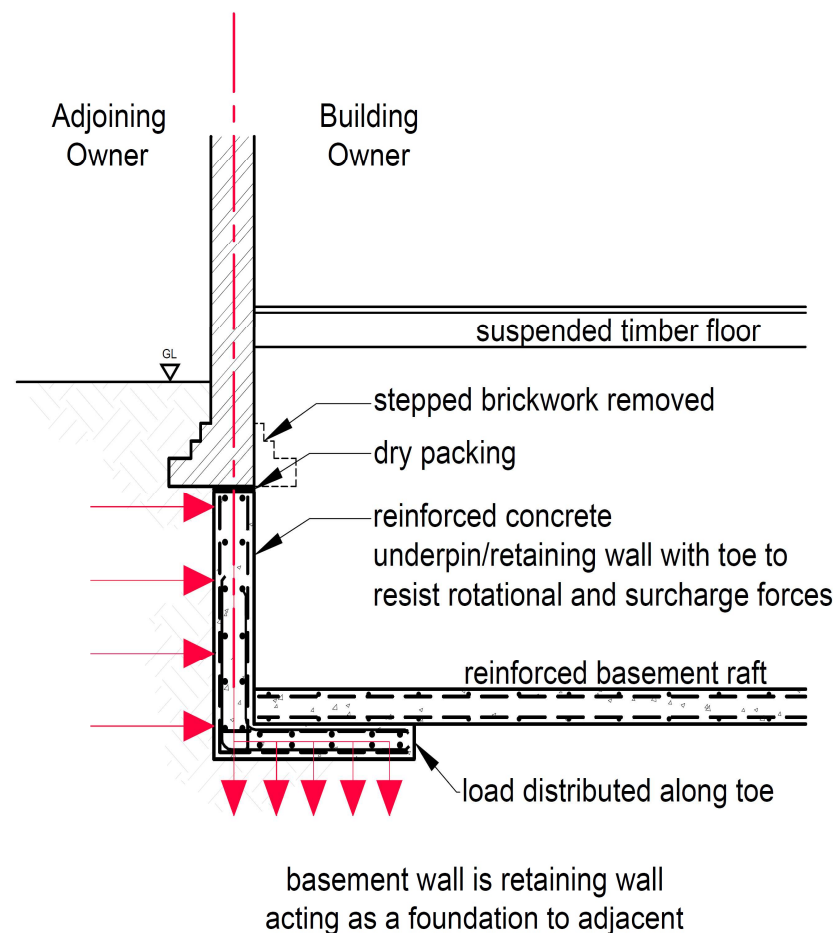 Adjoining
Owner
Building
Owner
suspended timber floor
GL
stepped brickwork removed
dry packing
reinforced concrete
underpin/retaining wall with toe to
resist rotational and surcharge forces
reinforced basement raft
load distributed along toe
basement wall is retaining wall
acting as a foundation to adjacent